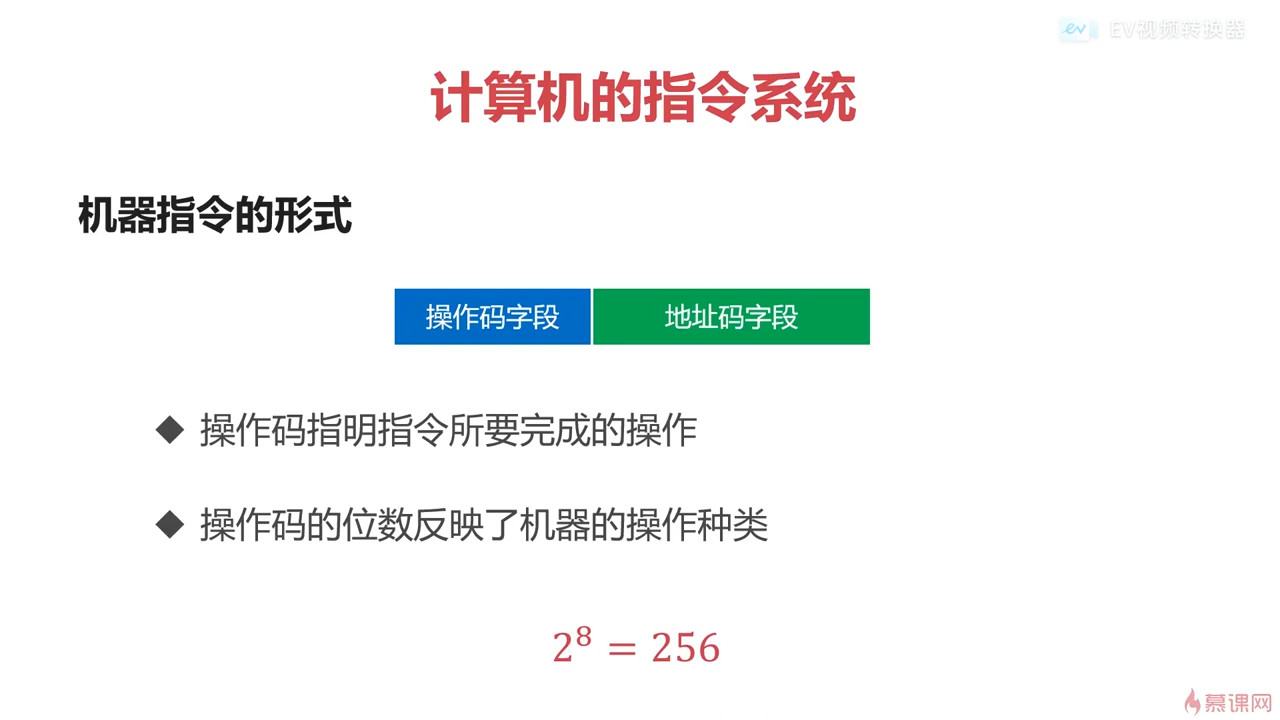 EV视频转换器
计算机的指令系统
机器指令的形式
操作码字段 地址码字段
◆ 操作码指明指令所要完成的操作
◆ 操作码的位数反映了机器的操作种类
2⁸ = 256
慕课网